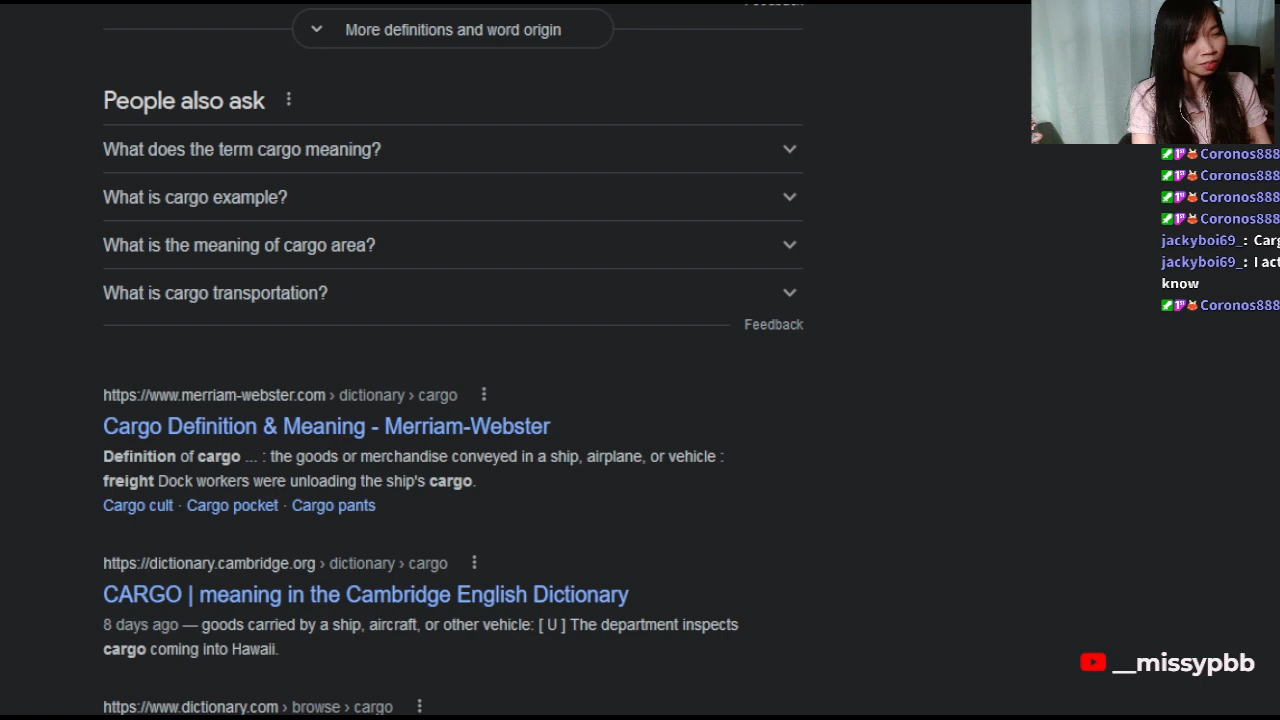 Feedback
More definitions and word origin
People also ask
What does the term cargo meaning?
What is cargo example?
What is the meaning of cargo area?
What is cargo transportation?
Feedback
https://www.merriam-webster.com › dictionary › cargo
Cargo Definition & Meaning - Merriam-Webster
Definition of cargo ... : the goods or merchandise conveyed in a ship, airplane, or vehicle :
freight Dock workers were unloading the ship's cargo.
Cargo cult · Cargo pocket · Cargo pants
https://dictionary.cambridge.org › dictionary › cargo
CARGO | meaning in the Cambridge English Dictionary
8 days ago — goods carried by a ship, aircraft, or other vehicle: [ U ] The department inspects
cargo coming into Hawaii.
https://www.dictionary.com › browse › cargo
Coronos888
Coronos888
Coronos888
Coronos888
jackyboi69_: Carg
jackyboi69_: I act
know
Coronos888
__missypbb